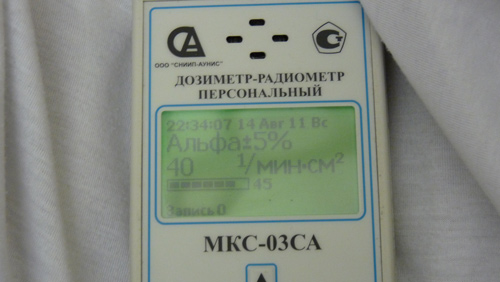 ООО "СНИИП-АУНИС"
ДОЗИМЕТР-РАДИОМЕТР
ПЕРСОНАЛЬНЫЙ
22:34:07 14 Авг 11 Вс
Альфа±5%
40 1/мин·см²
45
Запись 0
МКС-03СА